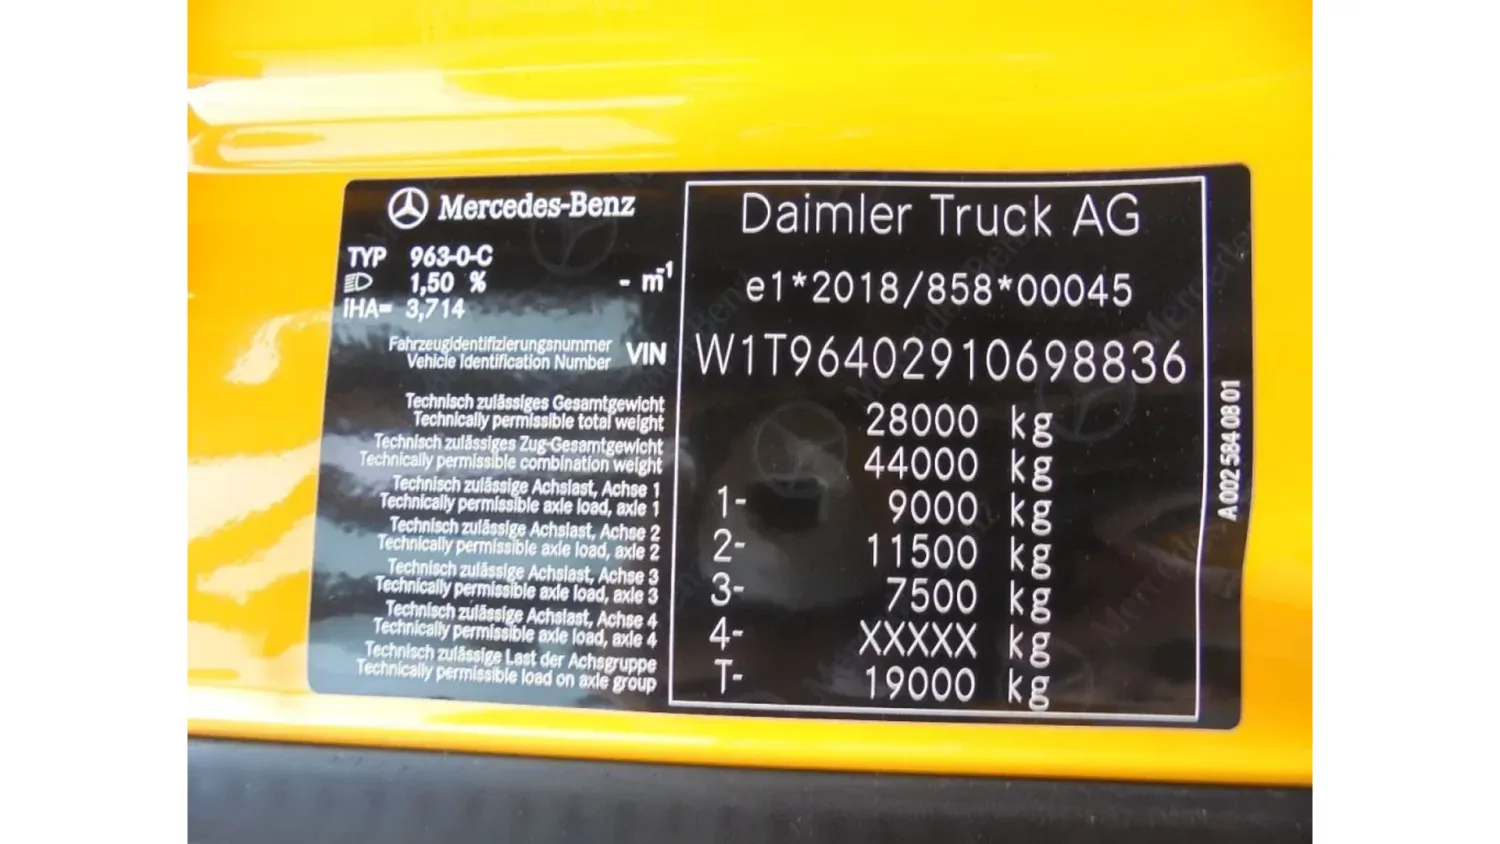 Mercedes-Benz
TYP 963-0-C
1,50 % - m-1
iHA= 3,714
Fahrzeugidentifizierungsnummer
Vehicle Identification Number VIN
Technisch zulässiges Gesamtgewicht
Technically permissible total weight
Technisch zulässiges Zug-Gesamtgewicht
Technically permissible combination weight
Technisch zulässige Achslast, Achse 1
Technically permissible axle load, axle 1
Technisch zulässige Achslast, Achse 2
Technically permissible axle load, axle 2
Technisch zulässige Achslast, Achse 3
Technically permissible axle load, axle 3
Technisch zulässige Achslast, Achse 4
Technically permissible axle load, axle 4
Technisch zulässige Last der Achsgruppe
Technically permissible load on axle group
Daimler Truck AG
e1*2018/858*00045
W1T96402910698836
28000 kg
44000 kg
1- 9000 kg
2- 11500 kg
3- 7500 kg
4- XXXXX kg
T- 19000 kg
A 002 584 08 01